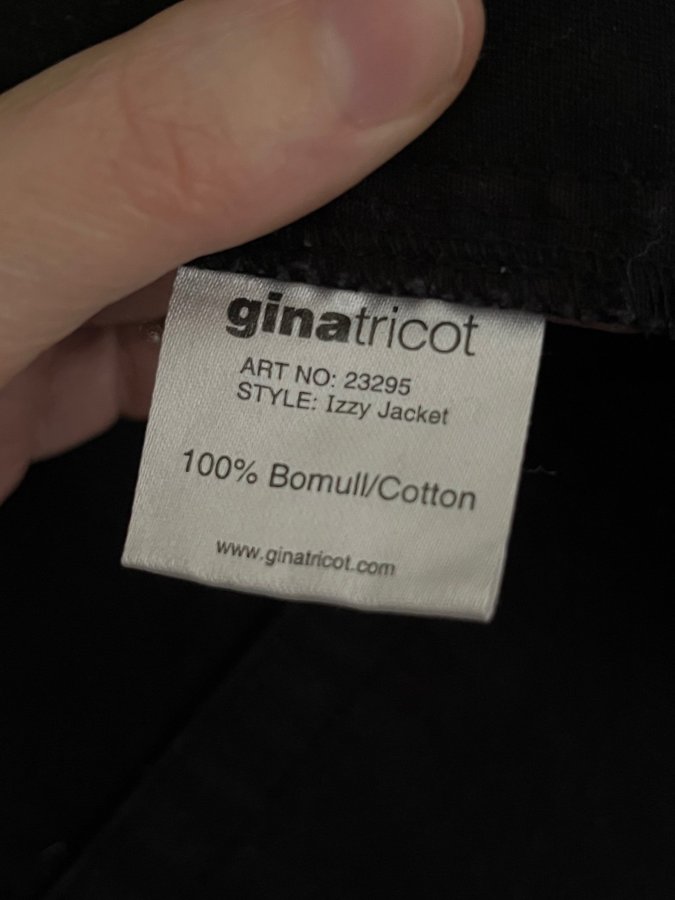 ginatricot
ART NO: 23295
STYLE: Izzy Jacket
100% Bomull/Cotton
www.ginatricot.com